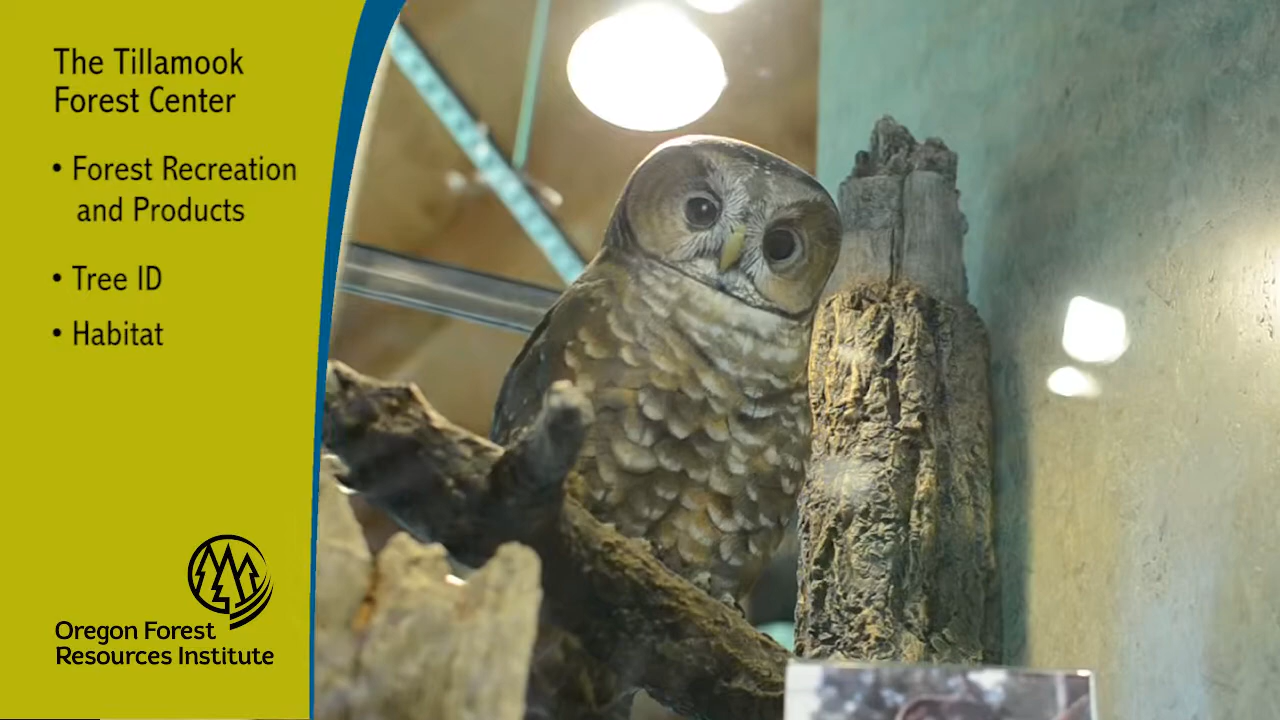 The Tillamook
Forest Center
• Forest Recreation
and Products
• Tree ID
• Habitat
Oregon Forest
Resources Institute